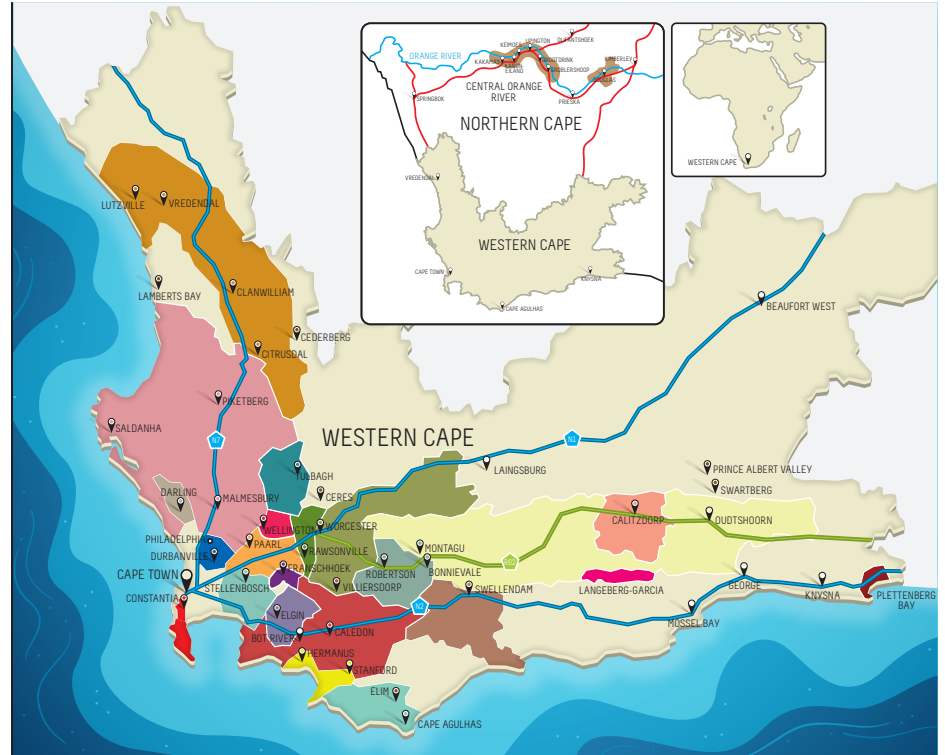 ORANGE RIVER
KEIMOES
UPINGTON
OLIFANTSHOEK
KAKAMAS
KANON-
EILAND
GROOTDRINK
GROBLERSHOOP
KIMBERLEY
DOUGLAS
CENTRAL ORANGE
RIVER
PRIESKA
SPRINGBOK
NORTHERN CAPE
VREDENDAL
WESTERN CAPE
CAPE TOWN
KNYSNA
CAPE AGULHAS
WESTERN CAPE
LUTZVILLE
VREDENDAL
LAMBERTS BAY
CLANWILLIAM
CEDERBERG
CITRUSDAL
BEAUFORT WEST
PIKETBERG
SALDANHA
N7
WESTERN CAPE
N1
LAINGSBURG
TULBAGH
CERES
PRINCE ALBERT VALLEY
SWARTBERG
DARLING
MALMESBURY
WELLINGTON
WORCESTER
CALITZDORP
OUDTSHOORN
PHILADELPHIA
DURBANVILLE
PAARL
RAWSONVILLE
MONTAGU
R62
CAPE TOWN
FRANSCHHOEK
ROBERTSON
BONNIEVALE
STELLENBOSCH
VILLIERSDORP
SWELLENDAM
LANGEBERG-GARCIA
GEORGE
KNYSNA
PLETTENBERG
BAY
CONSTANTIA
ELGIN
N2
MOSSEL BAY
BOT RIVER
CALEDON
HERMANUS
STANFORD
ELIM
CAPE AGULHAS